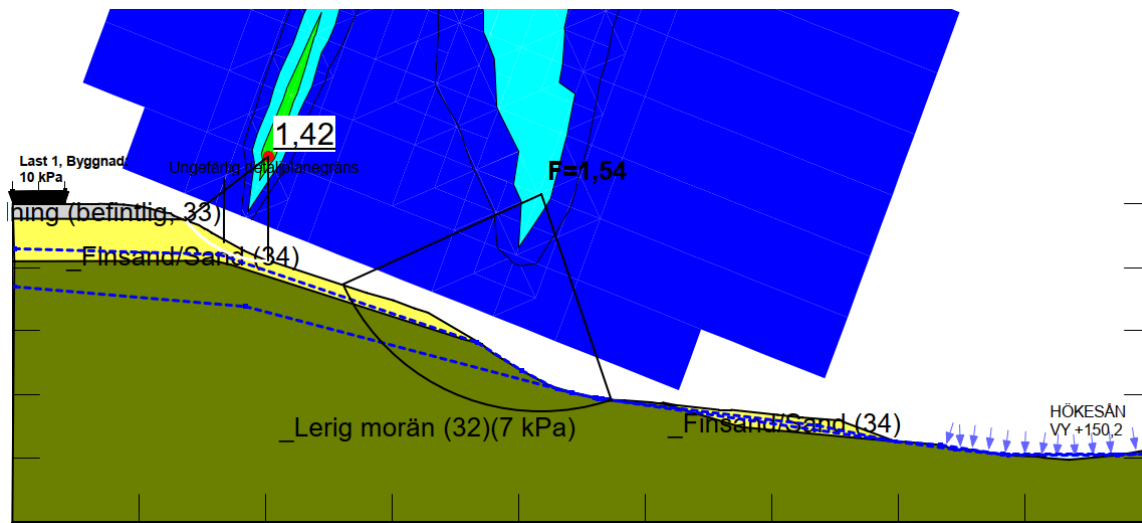 1,42
Last 1, Byggnad:
10 kPa
Ungefärlig detaljplanegräns
F=1,54
ning (befintlig, 33)
_Finsand/Sand (34)
_Lerig morän (32)(7 kPa)
_Finsand/Sand (34)
HÖKESÅN
VY +150,2